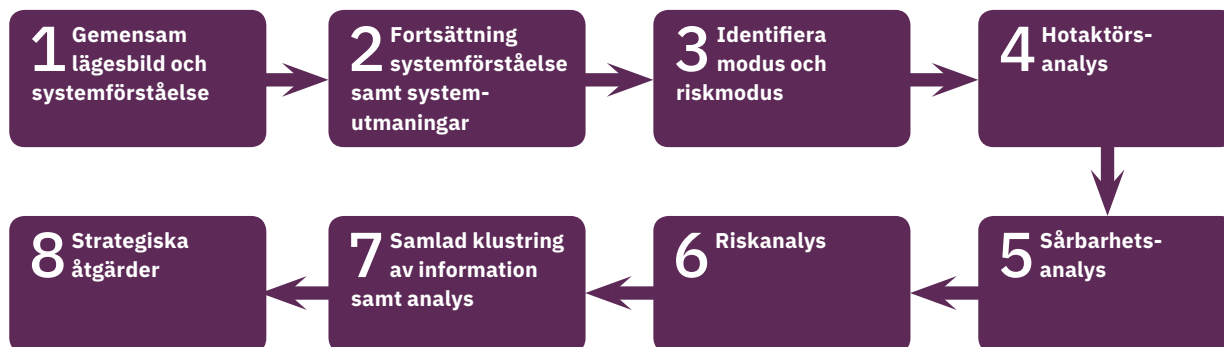 1 Gemensam
lägesbild och
systemförståelse
2 Fortsättning
systemförståelse
samt system-
utmaningar
3 Identifiera
modus och
riskmodus
4 Hotaktörs-
analys
5 Sårbarhets-
analys
6 Riskanalys
7 Samlad klustring
av information
samt analys
8 Strategiska
åtgärder